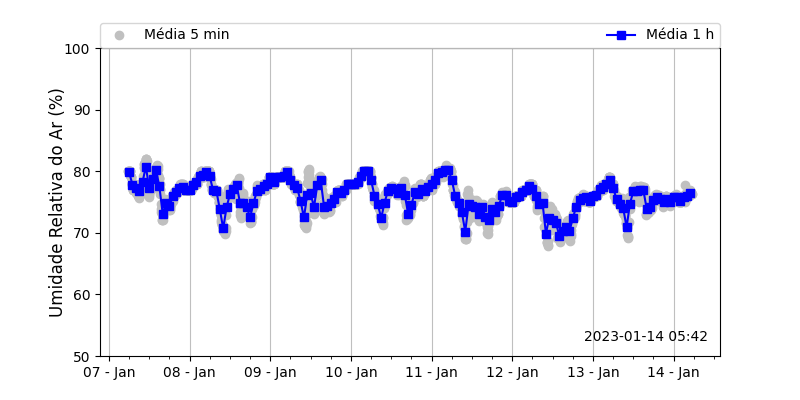 Média 5 min
Média 1 h
Umidade Relativa do Ar (%)
100
90
80
70
60
50
2023-01-14 05:42
07 - Jan
08 - Jan
09 - Jan
10 - Jan
11 - Jan
12 - Jan
13 - Jan
14 - Jan